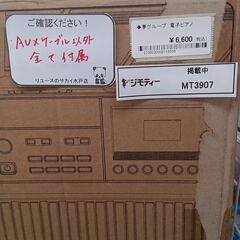 ご確認ください!
AUXケーブル以外
全て付属
リユースのサカイ水戸店
◆夢グループ 電子ピアノ
¥6,600(税込)
ジモティー
掲載中
MT3907